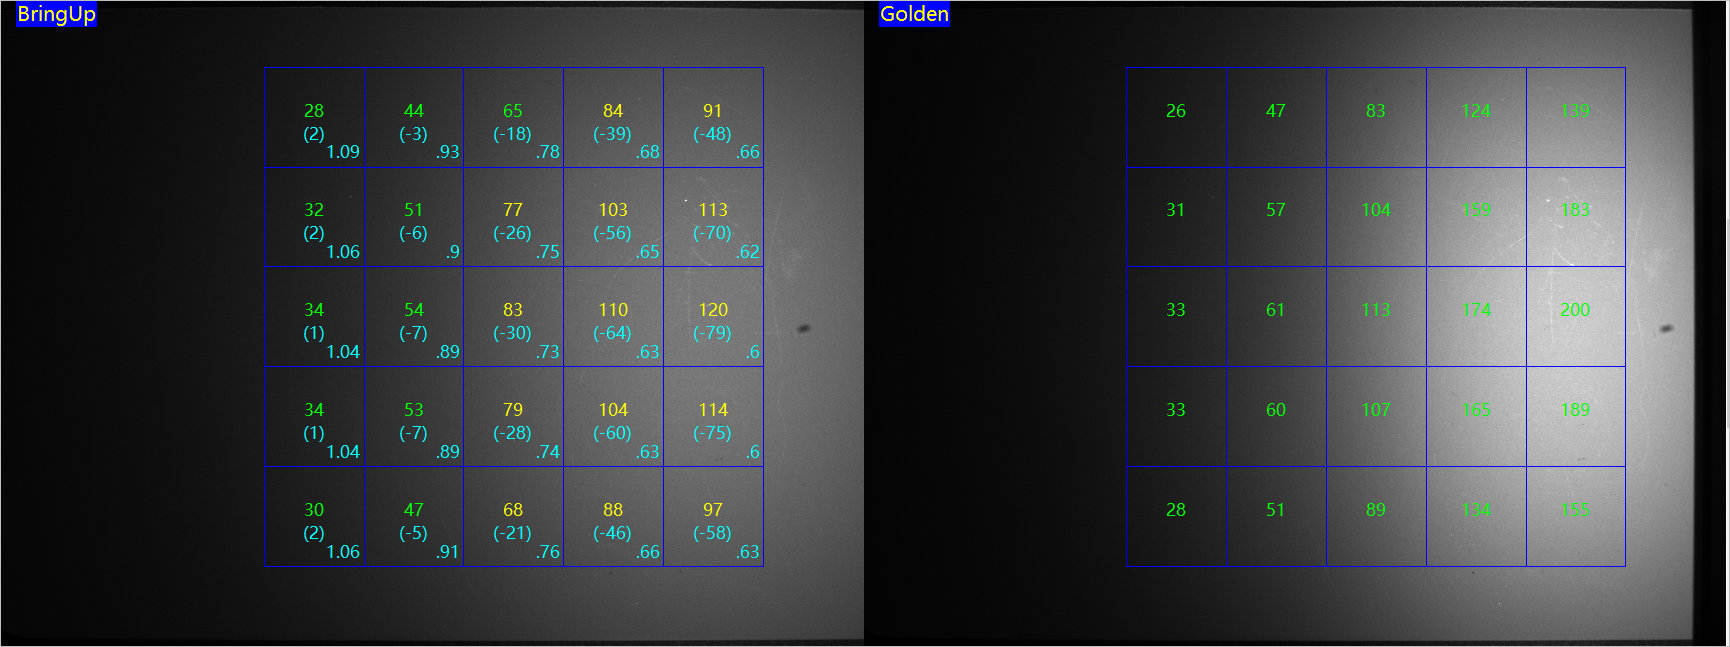 BringUp
Golden
28 44 65 84 91
(2) (-3) (-18) (-39) (-48)
1.09 .93 .78 .68 .66
32 51 77 103 113
(2) (-6) (-26) (-56) (-70)
1.06 .9 .75 .65 .62
34 54 83 110 120
(1) (-7) (-30) (-64) (-79)
1.04 .89 .73 .63 .6
34 53 79 104 114
(1) (-7) (-28) (-60) (-75)
1.04 .89 .74 .63 .6
30 47 68 88 97
(2) (-5) (-21) (-46) (-58)
1.06 .91 .76 .66 .63
26 47 83 124 139
31 57 104 159 183
33 61 113 174 200
33 60 107 165 189
28 51 89 134 155